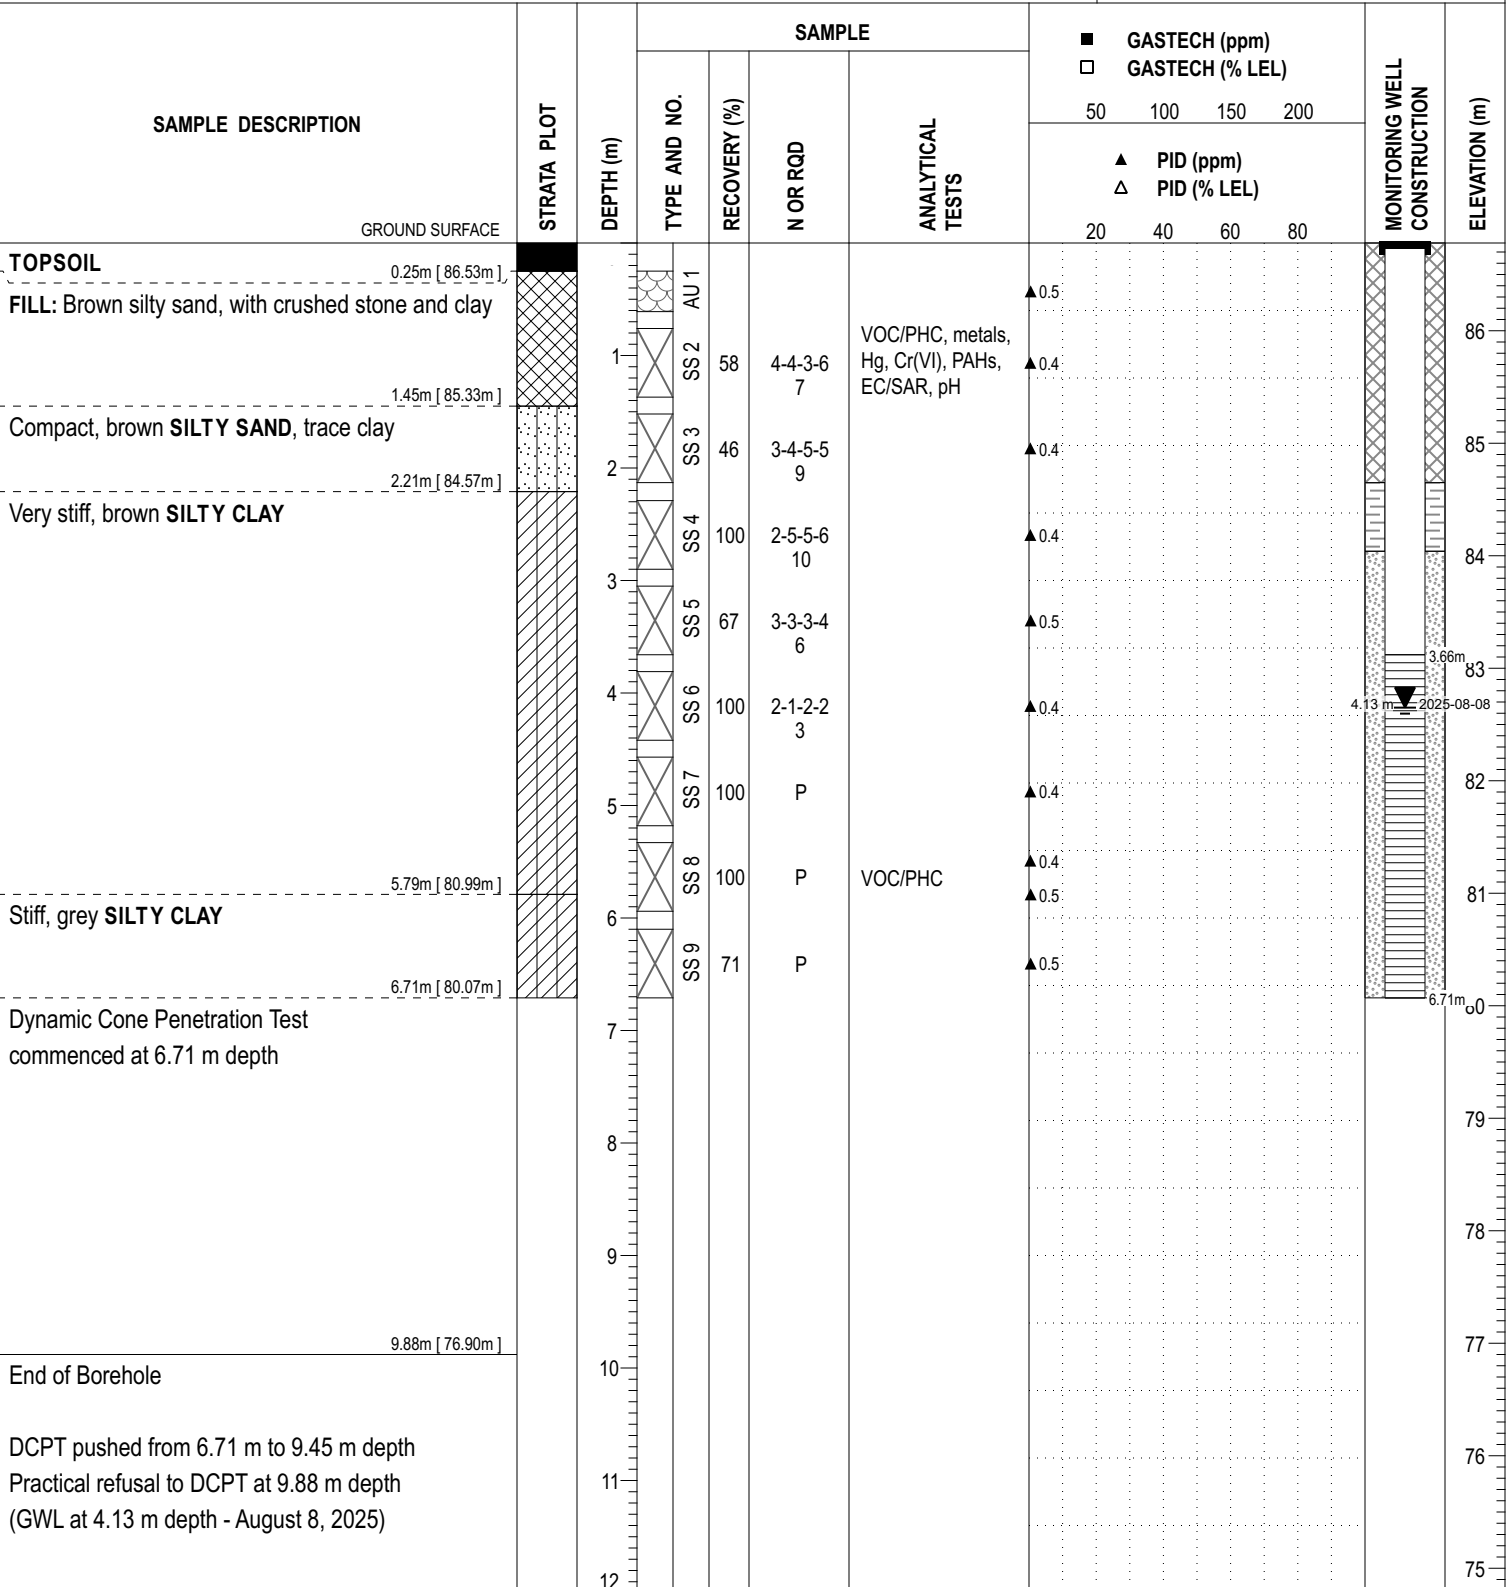 SAMPLE
■ GASTECH (ppm)
□ GASTECH (% LEL)
50 100 150 200
▲ PID (ppm)
△ PID (% LEL)
20 40 60 80
SAMPLE DESCRIPTION
GROUND SURFACE
STRATA PLOT
DEPTH (m)
TYPE AND NO.
RECOVERY (%)
N OR RQD
ANALYTICAL
TESTS
MONITORING WELL
CONSTRUCTION
ELEVATION (m)
TOPSOIL
0.25m [ 86.53m ]
FILL: Brown silty sand, with crushed stone and clay
1.45m [ 85.33m ]
Compact, brown SILTY SAND, trace clay
2.21m [ 84.57m ]
Very stiff, brown SILTY CLAY
5.79m [ 80.99m ]
Stiff, grey SILTY CLAY
6.71m [ 80.07m ]
Dynamic Cone Penetration Test
commenced at 6.71 m depth
9.88m [ 76.90m ]
End of Borehole
DCPT pushed from 6.71 m to 9.45 m depth
Practical refusal to DCPT at 9.88 m depth
(GWL at 4.13 m depth - August 8, 2025)
1
2
3
4
5
6
7
8
9
10
11
12
AU 1
SS 2 58 4-4-3-6
7
VOC/PHC, metals,
Hg, Cr(VI), PAHs,
EC/SAR, pH
SS 3 46 3-4-5-5
9
SS 4 100 2-5-5-6
10
SS 5 67 3-3-3-4
6
SS 6 100 2-1-2-2
3
SS 7 100 P
SS 8 100 P VOC/PHC
SS 9 71 P
▲ 0.5
▲ 0.4
▲ 0.4
▲ 0.4
▲ 0.5
▲ 0.4
▲ 0.4
▲ 0.4
▲ 0.5
▲ 0.5
3.66m
4.13 m 2025-08-08
6.71m
86
85
84
83
82
81
80
79
78
77
76
75